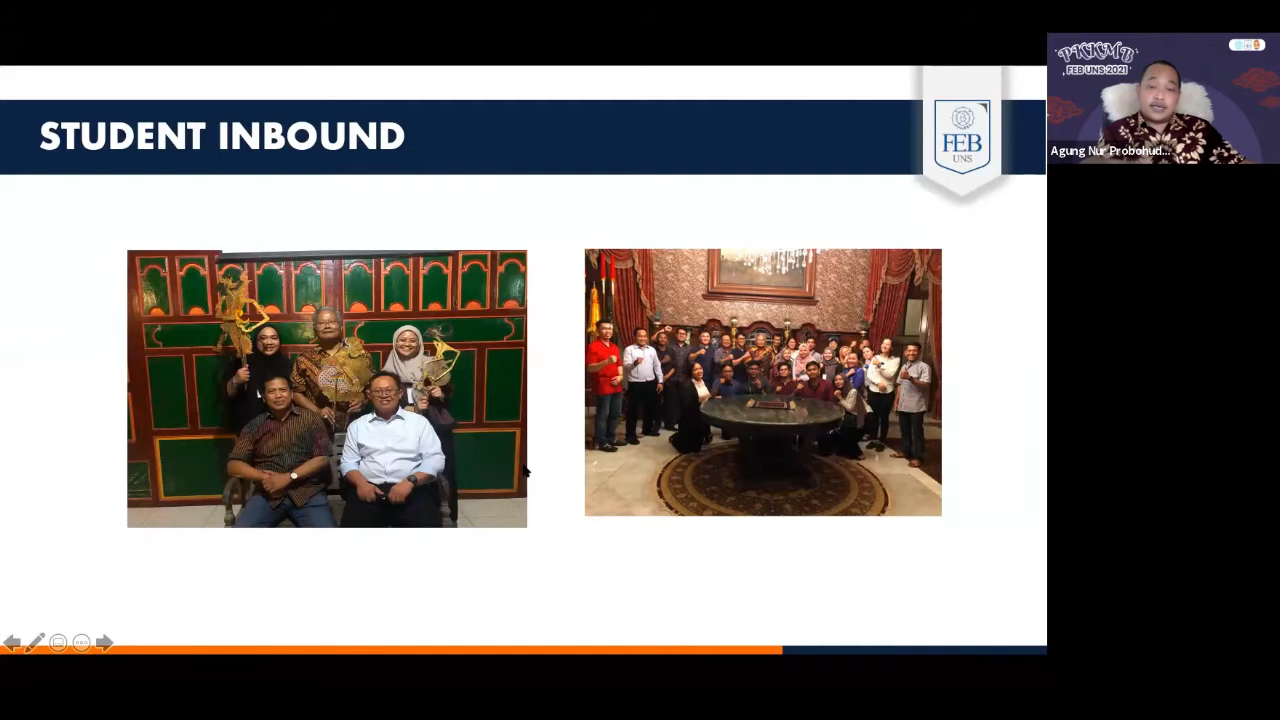 STUDENT INBOUND
FEB
UNS
PKKMB
FEB UNS 2021
Agung Nur Probohud...